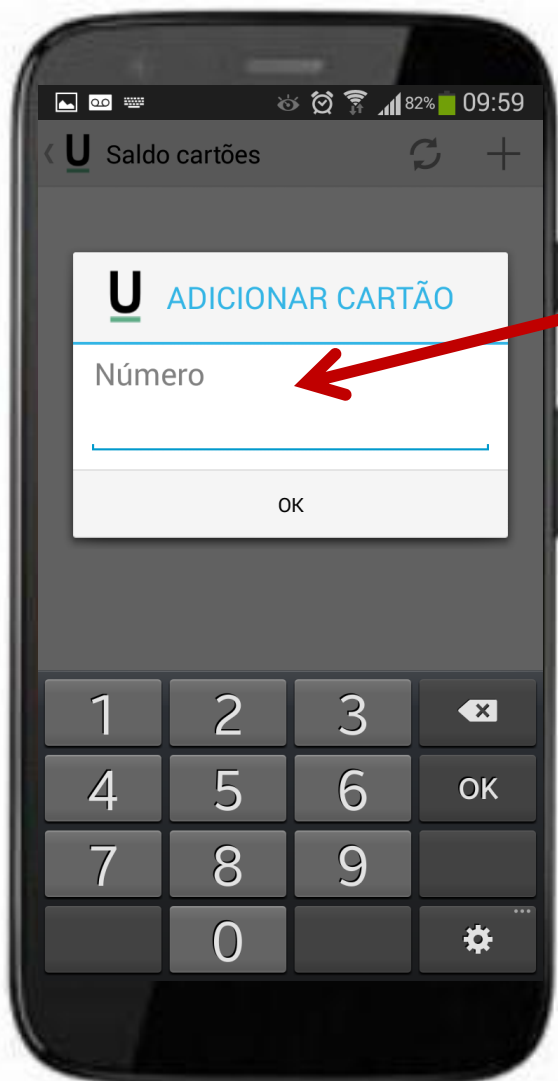 82% 09:59
U Saldo cartões
U ADICIONAR CARTÃO
Número
OK
1 2 3
4 5 6 OK
7 8 9
0